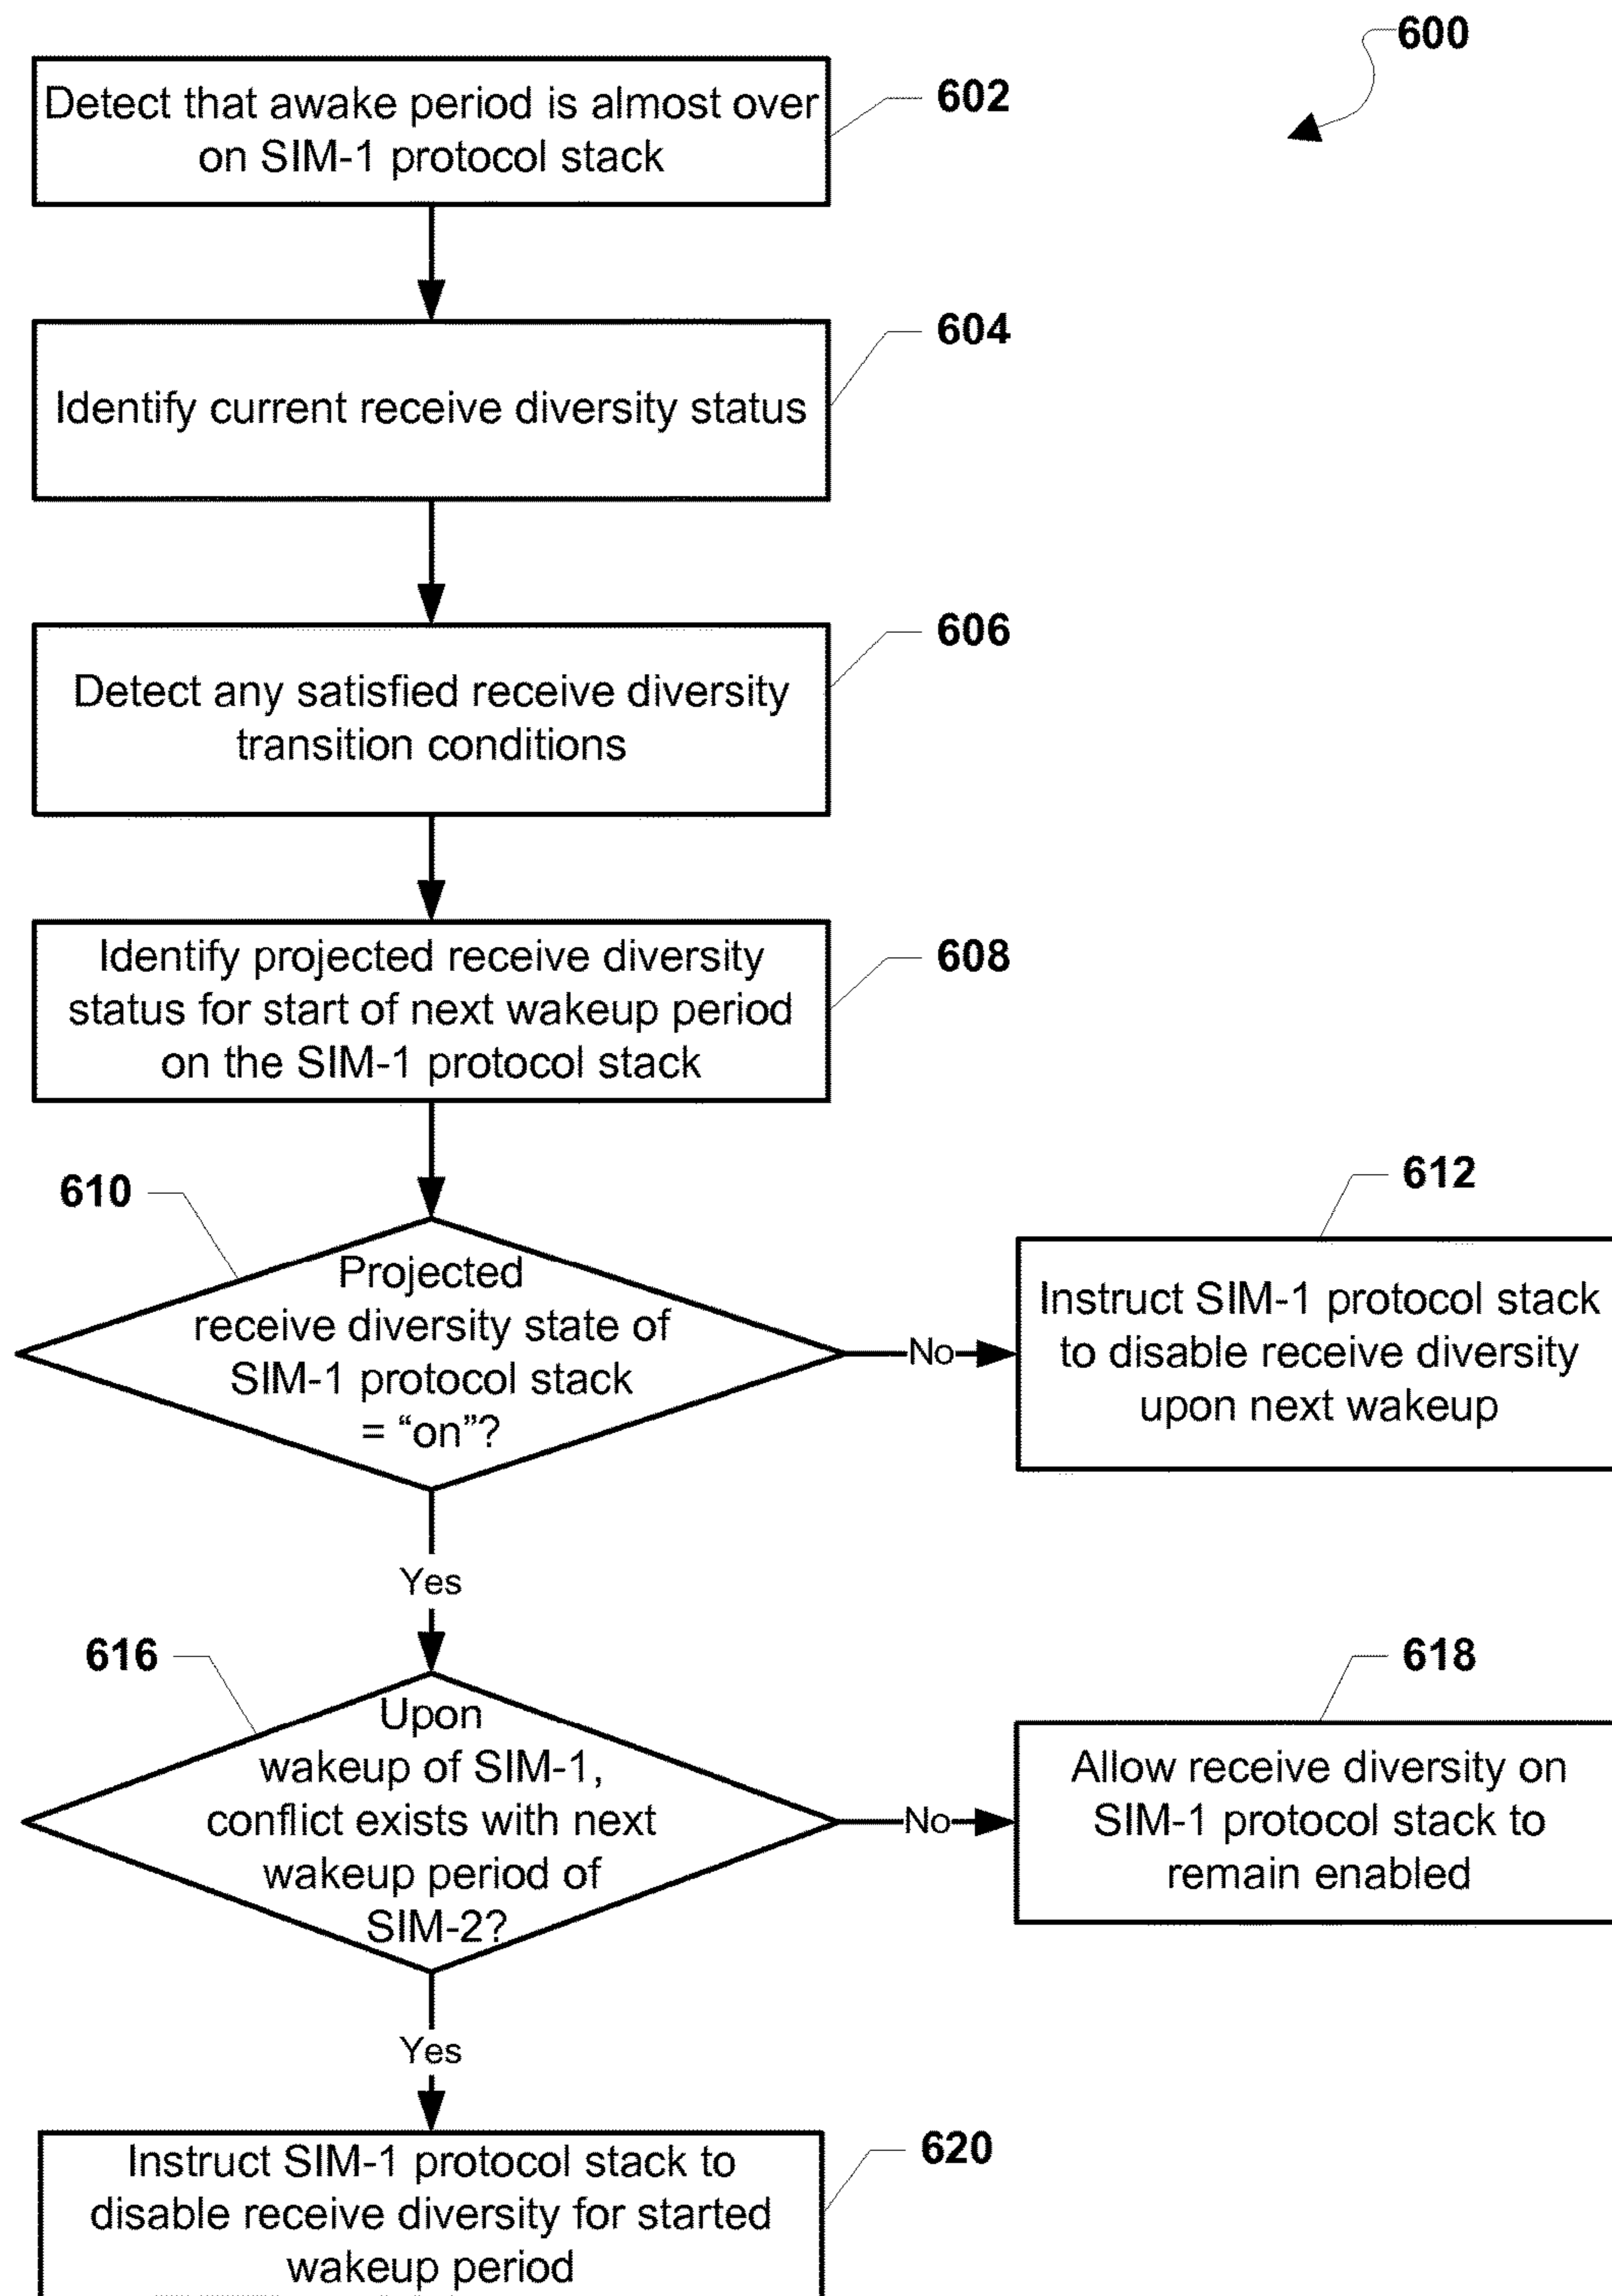 600
Detect that awake period is almost over
on SIM-1 protocol stack
602
Identify current receive diversity status
604
Detect any satisfied receive diversity
transition conditions
606
Identify projected receive diversity
status for start of next wakeup period
on the SIM-1 protocol stack
608
610
Projected
receive diversity state of
SIM-1 protocol stack
= “on”?
No
612
Instruct SIM-1 protocol stack
to disable receive diversity
upon next wakeup
Yes
616
Upon
wakeup of SIM-1,
conflict exists with next
wakeup period of
SIM-2?
No
618
Allow receive diversity on
SIM-1 protocol stack to
remain enabled
Yes
Instruct SIM-1 protocol stack to
disable receive diversity for started
wakeup period
620